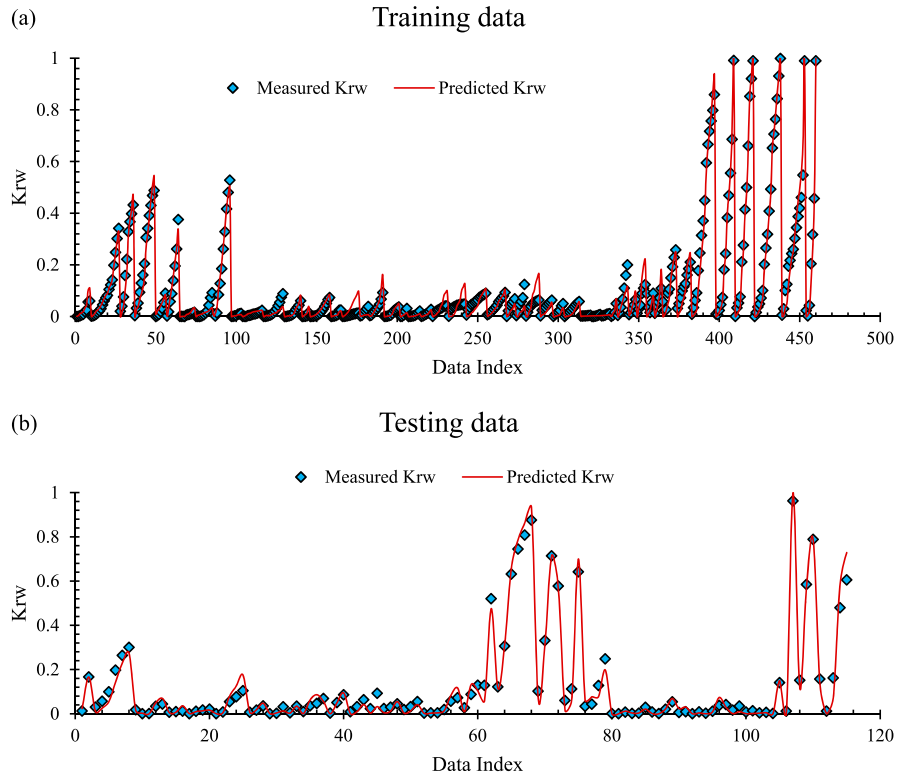 (a)
Training data
Measured Krw
Predicted Krw
Krw
1
0.8
0.6
0.4
0.2
0
0 50 100 150 200 250 300 350 400 450 500
Data Index
(b)
Testing data
Measured Krw
Predicted Krw
Krw
1
0.8
0.6
0.4
0.2
0
0 20 40 60 80 100 120
Data Index